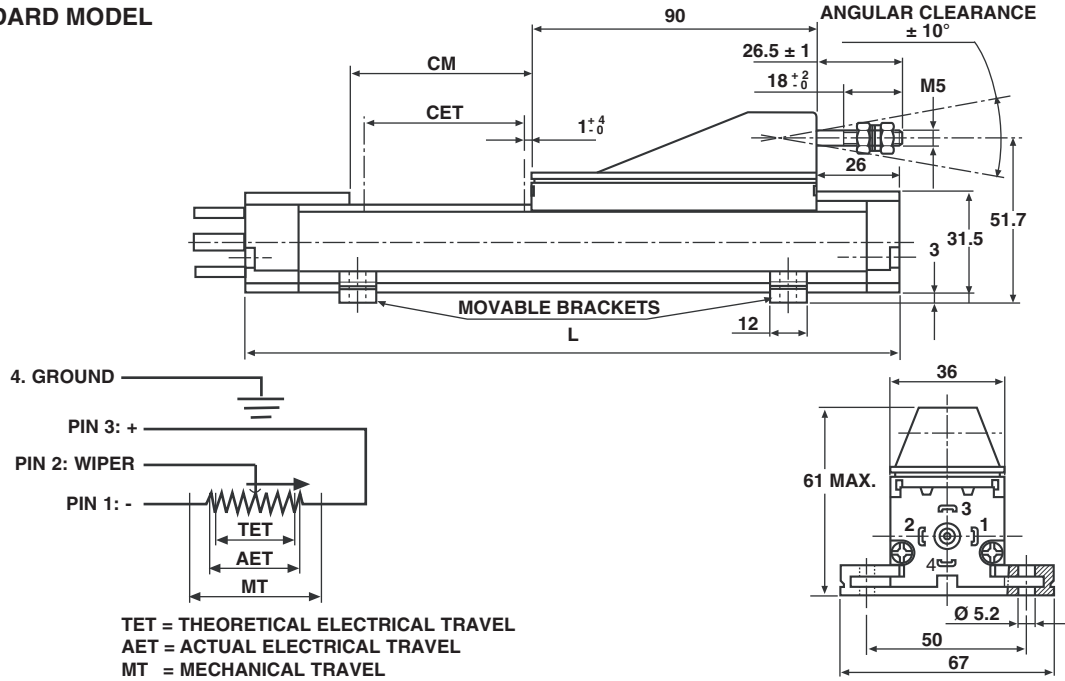 DARD MODEL
90
ANGULAR CLEARANCE
± 10°
26.5 ± 1
CM
18 +2 -0
M5
CET
1 +4 -0
26
51.7
31.5
3
MOVABLE BRACKETS
12
L
4. GROUND
36
PIN 3: +
PIN 2: WIPER
61 MAX.
PIN 1: -
3
2
1
TET
4
AET
MT
Ø 5.2
TET = THEORETICAL ELECTRICAL TRAVEL
50
AET = ACTUAL ELECTRICAL TRAVEL
67
MT = MECHANICAL TRAVEL